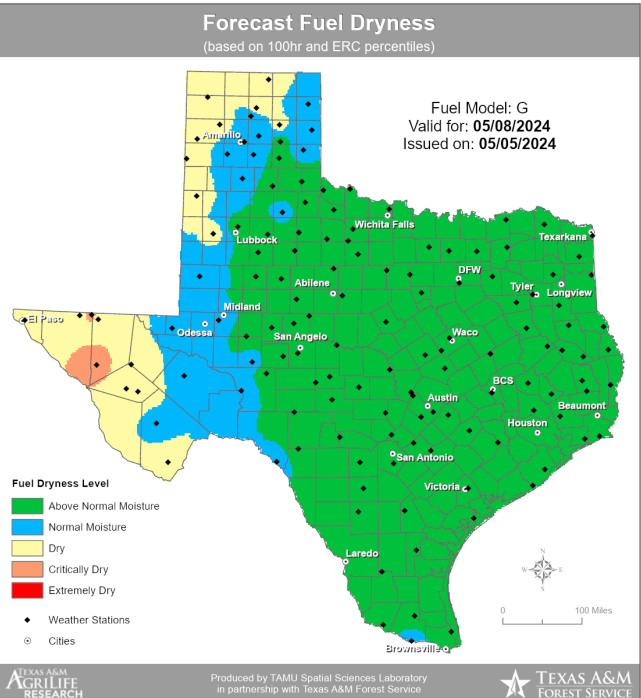 Forecast Fuel Dryness
(based on 100hr and ERC percentiles)
Fuel Model: G
Valid for: 05/08/2024
Issued on: 05/05/2024
Amarillo
Wichita Falls
Lubbock
Texarkana
DFW
Abilene
Tyler
Longview
Midland
El Paso
Odessa
San Angelo
Waco
BCS
Austin
Beaumont
Houston
San Antonio
Victoria
Laredo
Brownsville
Fuel Dryness Level
Above Normal Moisture
Normal Moisture
Dry
Critically Dry
Extremely Dry
Weather Stations
Cities
N
W
E
S
0
100 Miles
TEXAS A&M
AGRILIFE
RESEARCH
Produced by TAMU Spatial Sciences Laboratory
in partnership with Texas A&M Forest Service
TEXAS A&M
FOREST SERVICE